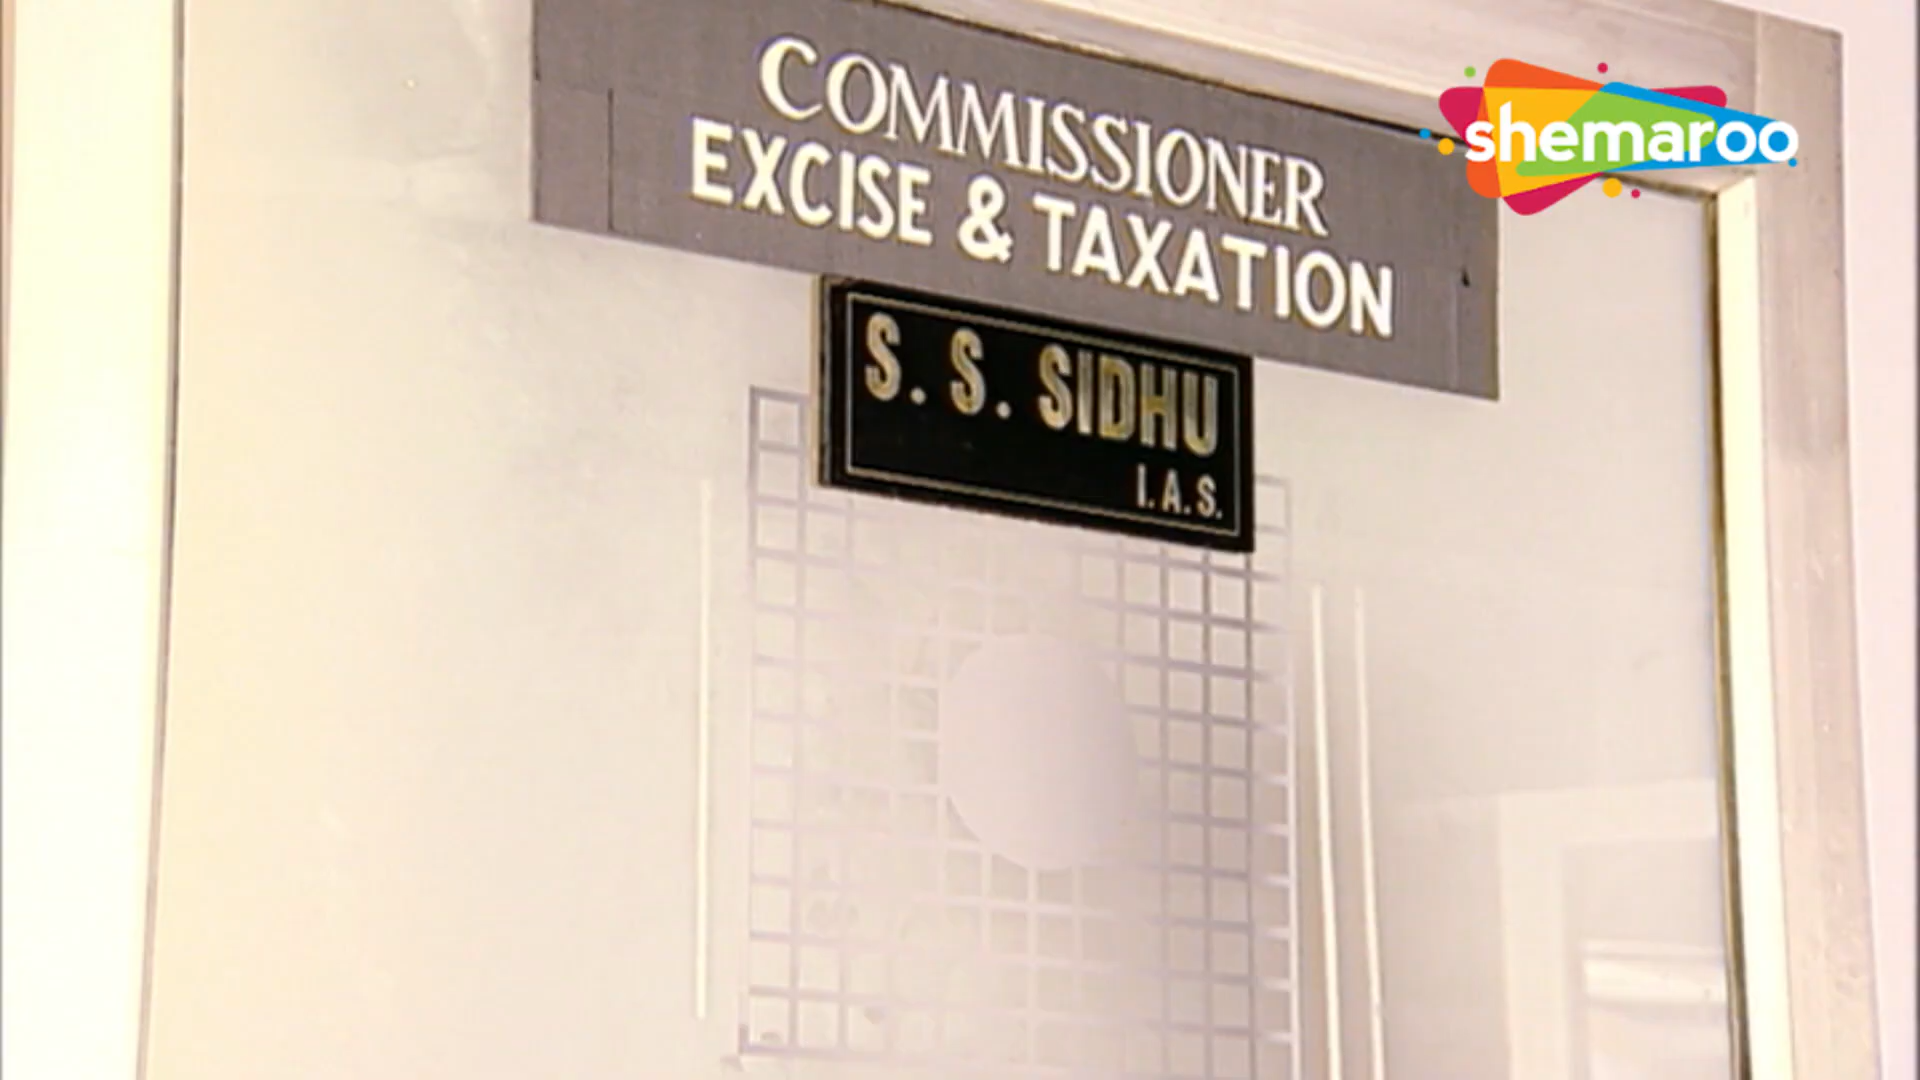 COMMISSIONER
EXCISE & TAXATION
S. S. SIDHU
I.A.S.
shemaroo